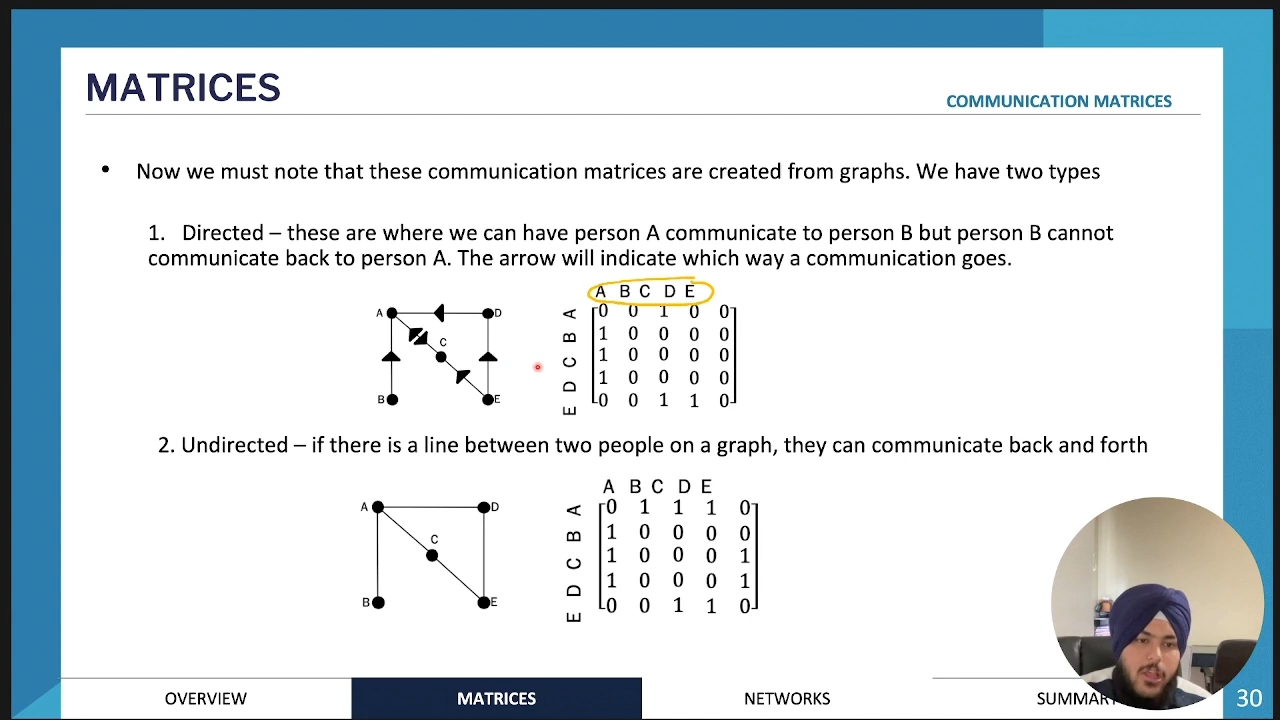 MATRICES
COMMUNICATION MATRICES
• Now we must note that these communication matrices are created from graphs. We have two types
1. Directed – these are where we can have person A communicate to person B but person B cannot
communicate back to person A. The arrow will indicate which way a communication goes.
A D
C
B E
A B C D E
A 0 0 1 0 0
B 1 0 0 0 0
C 1 0 0 0 0
D 1 0 0 0 0
E 0 0 1 1 0
2. Undirected – if there is a line between two people on a graph, they can communicate back and forth
A D
C
B E
A B C D E
A 0 1 1 1 0
B 1 0 0 0 0
C 1 0 0 0 1
D 1 0 0 0 1
E 0 0 1 1 0
OVERVIEW MATRICES NETWORKS SUMMAR 30